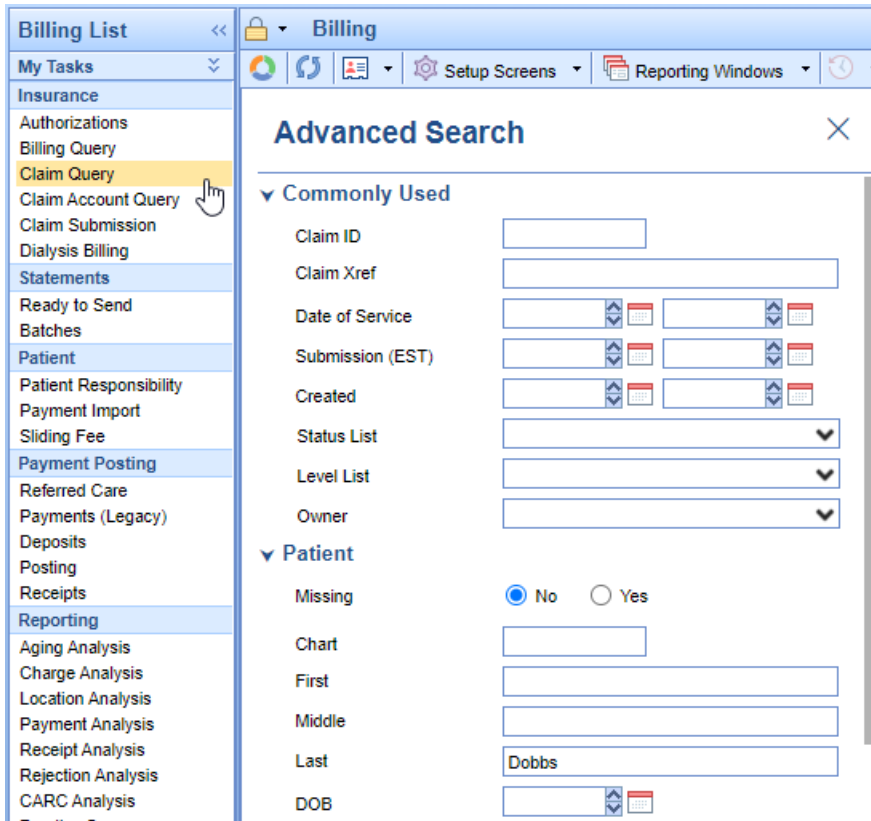 Billing List
My Tasks
Insurance
Authorizations
Billing Query
Claim Query
Claim Account Query
Claim Submission
Dialysis Billing
Statements
Ready to Send
Batches
Patient
Patient Responsibility
Payment Import
Sliding Fee
Payment Posting
Referred Care
Payments (Legacy)
Deposits
Posting
Receipts
Reporting
Aging Analysis
Charge Analysis
Location Analysis
Payment Analysis
Receipt Analysis
Rejection Analysis
CARC Analysis
Billing
Setup Screens Reporting Windows
Advanced Search
Commonly Used
Claim ID
Claim Xref
Date of Service
Submission (EST)
Created
Status List
Level List
Owner
Patient
Missing No Yes
Chart
First
Middle
Last Dobbs
DOB